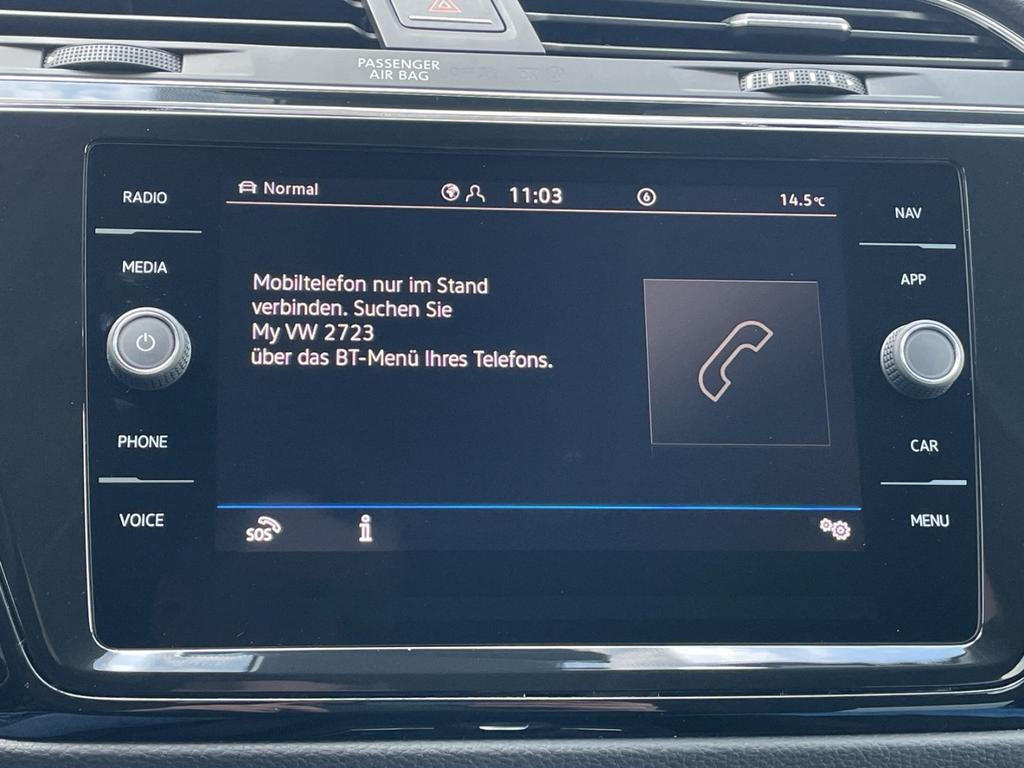 PASSENGER
AIR BAG
RADIO
MEDIA
PHONE
VOICE
Normal
11:03
6
14.5°C
Mobiltelefon nur im Stand
verbinden. Suchen Sie
My VW 2723
über das BT-Menü Ihres Telefons.
SOS
i
NAV
APP
CAR
MENU